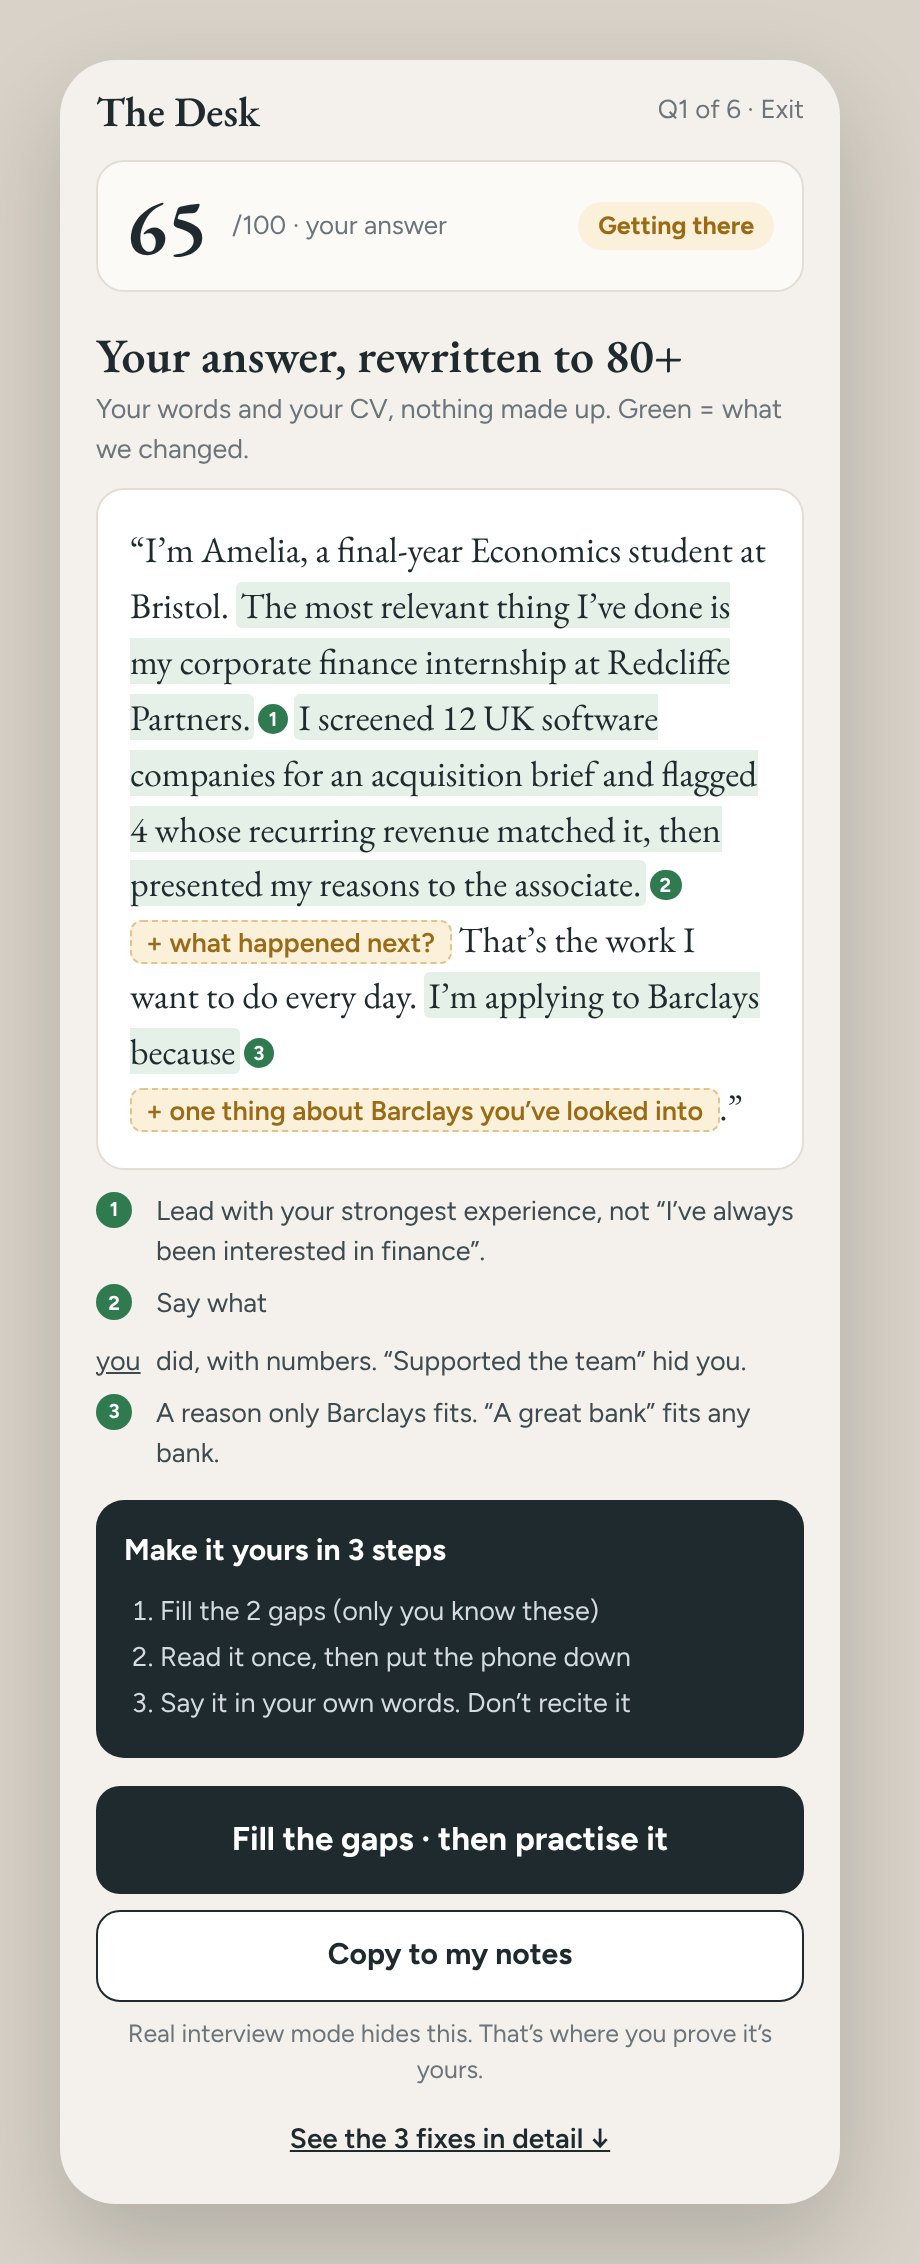 The Desk
Q1 of 6 · Exit
65 /100 · your answer
Getting there
Your answer, rewritten to 80+
Your words and your CV, nothing made up. Green = what
we changed.
“I’m Amelia, a final-year Economics student at
Bristol. The most relevant thing I’ve done is
my corporate finance internship at Redcliffe
Partners. 1 I screened 12 UK software
companies for an acquisition brief and flagged
4 whose recurring revenue matched it, then
presented my reasons to the associate. 2
+ what happened next? That’s the work I
want to do every day. I’m applying to Barclays
because 3
+ one thing about Barclays you’ve looked into .”
1 Lead with your strongest experience, not “I’ve always
been interested in finance”.
2 Say what
you did, with numbers. “Supported the team” hid you.
3 A reason only Barclays fits. “A great bank” fits any
bank.
Make it yours in 3 steps
1. Fill the 2 gaps (only you know these)
2. Read it once, then put the phone down
3. Say it in your own words. Don’t recite it
Fill the gaps · then practise it
Copy to my notes
Real interview mode hides this. That’s where you prove it’s
yours.
See the 3 fixes in detail ↓